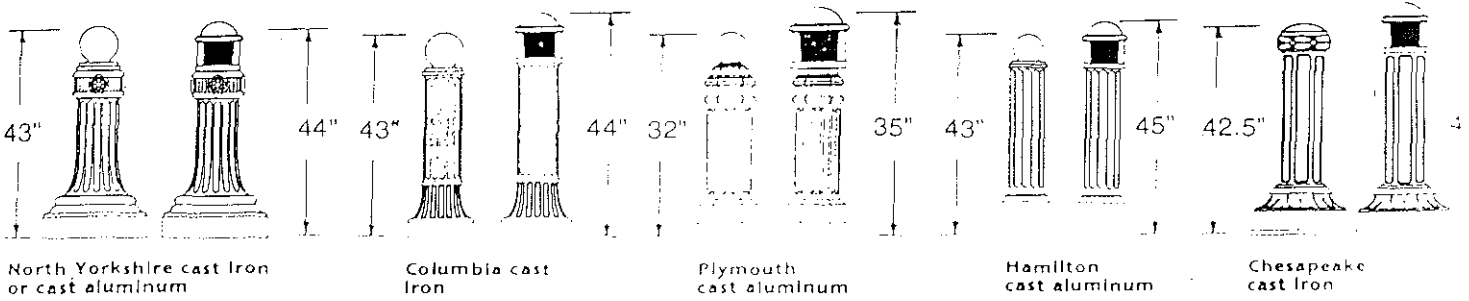 43"
44"
43"
44"
32"
35"
43"
45"
42.5"
4
North Yorkshire cast Iron
or cast aluminum
Columbia cast
Iron
Plymouth
cast aluminum
Hamilton
cast aluminum
Chesapeake
cast Iron